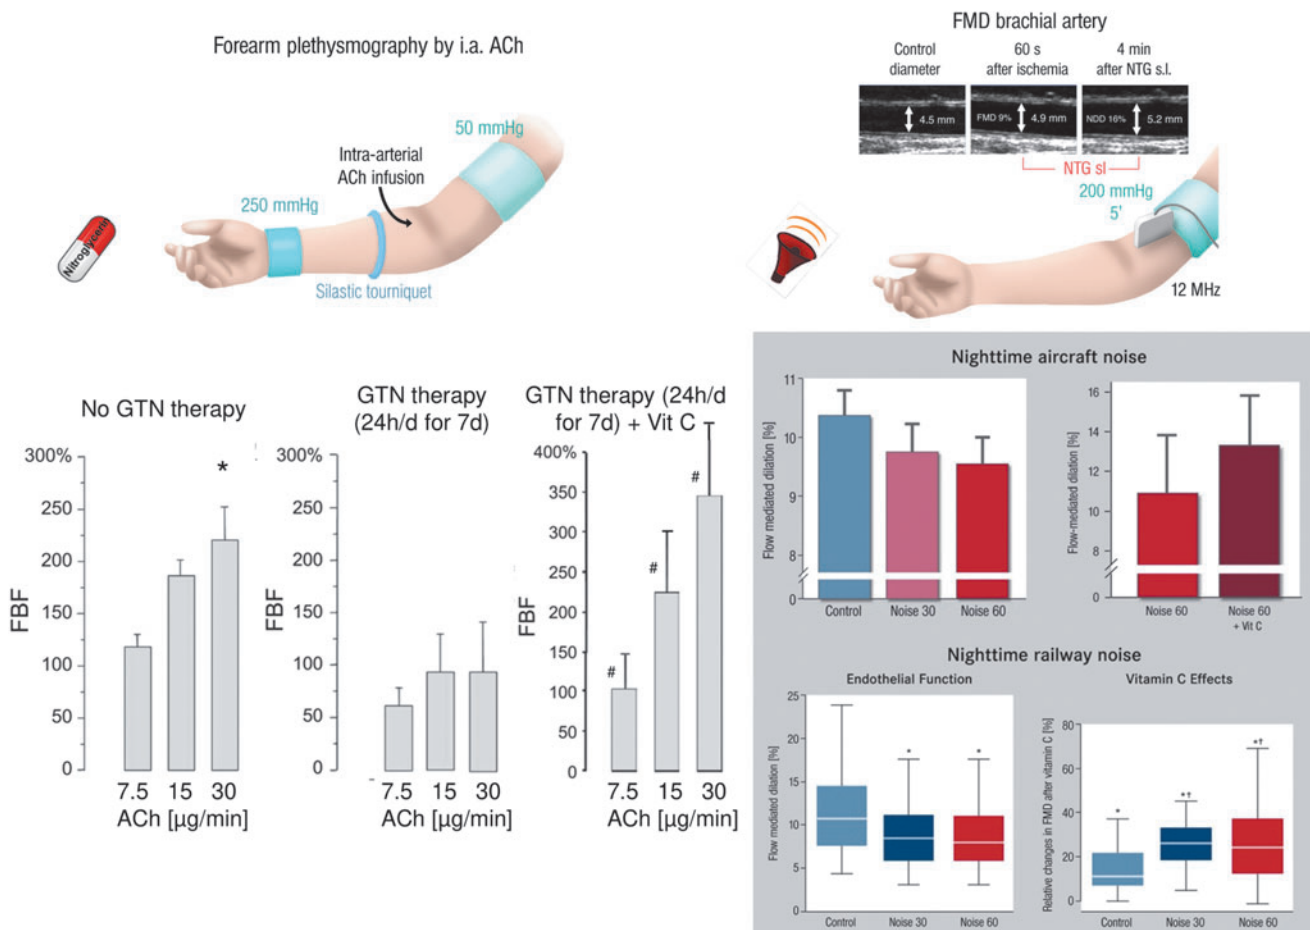 Forearm plethysmography by i.a. ACh
50 mmHg
Intra-arterial
ACh infusion
250 mmHg
Nitroglycerin
Silastic tourniquet
FMD brachial artery
Control
diameter
60 s
after ischemia
4 min
after NTG s.l.
4.5 mm
FMD 9%
4.9 mm
NDD 16%
5.2 mm
NTG sl
200 mmHg
5'
12 MHz
No GTN therapy
300%
250
200
150
100
50
0
FBF
*
7.5
15
30
ACh [µg/min]
GTN therapy
(24h/d for 7d)
300%
250
200
150
100
50
0
FBF
7.5
15
30
ACh [µg/min]
GTN therapy (24h/d
for 7d) + Vit C
400%
350
300
250
200
150
100
50
0
FBF
#
#
#
7.5
15
30
ACh [µg/min]
Nighttime aircraft noise
Flow mediated dilation [%]
11
10
9
8
0
Control
Noise 30
Noise 60
Flow-mediated dilation [%]
16
14
12
10
8
0
Noise 60
Noise 60
+ Vit C
Nighttime railway noise
Endothelial Function
Flow mediated dilation [%]
25
20
15
10
5
0
*
*
Control
Noise 30
Noise 60
Vitamin C Effects
Relative changes in FMD after vitamin C [%]
80
60
40
20
0
*
*†
*†
Control
Noise 30
Noise 60